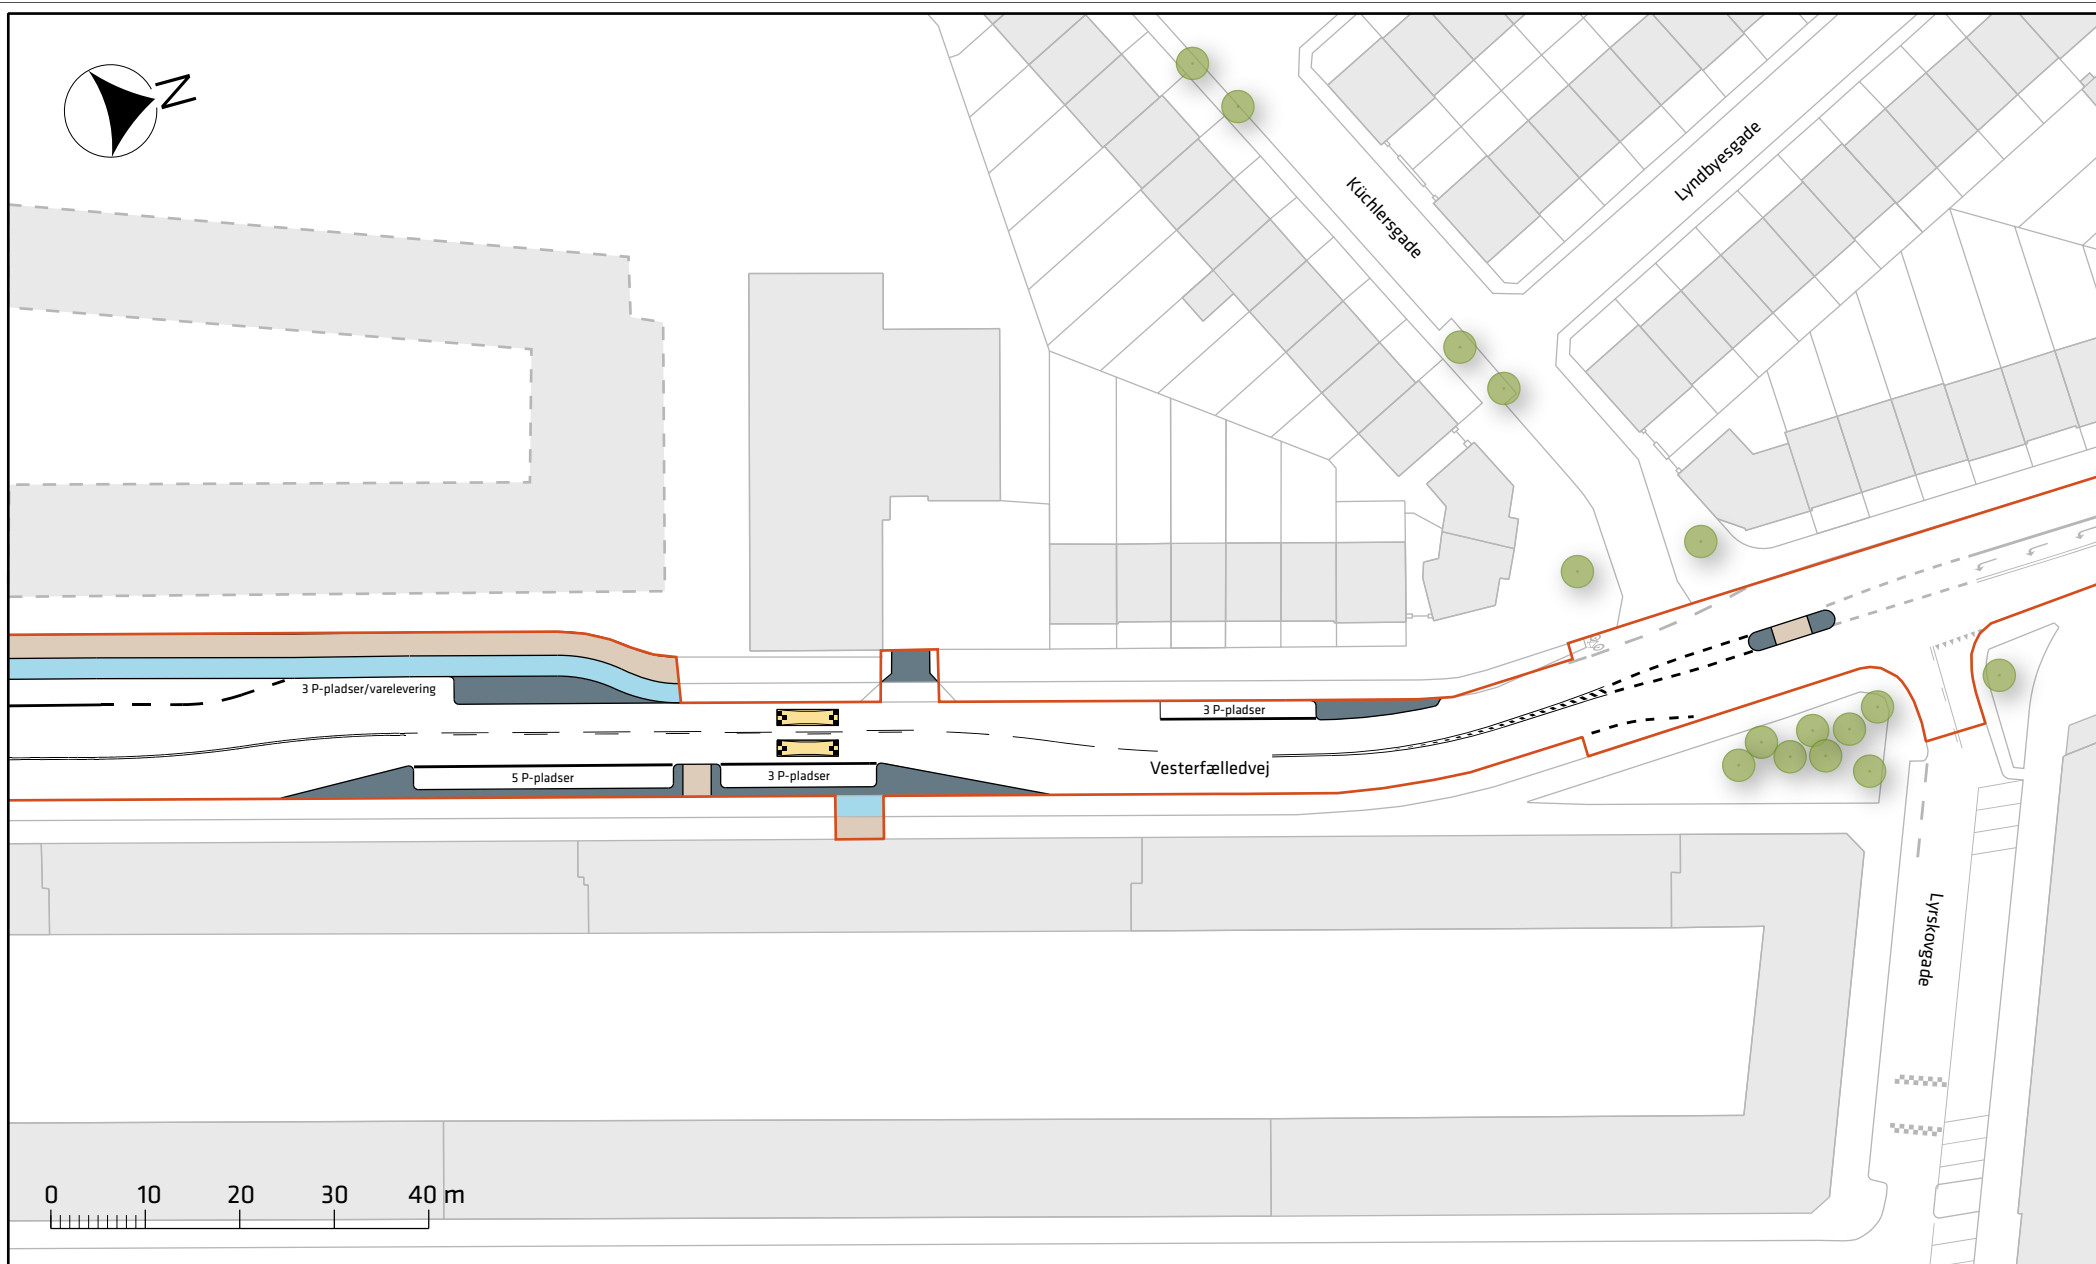 N
Küchlersgade
Lyndbyesgade
3 P-pladser/varelevering
3 P-pladser
5 P-pladser
3 P-pladser
Vesterfælledvej
Lyrskovgade
0 10 20 30 40 m